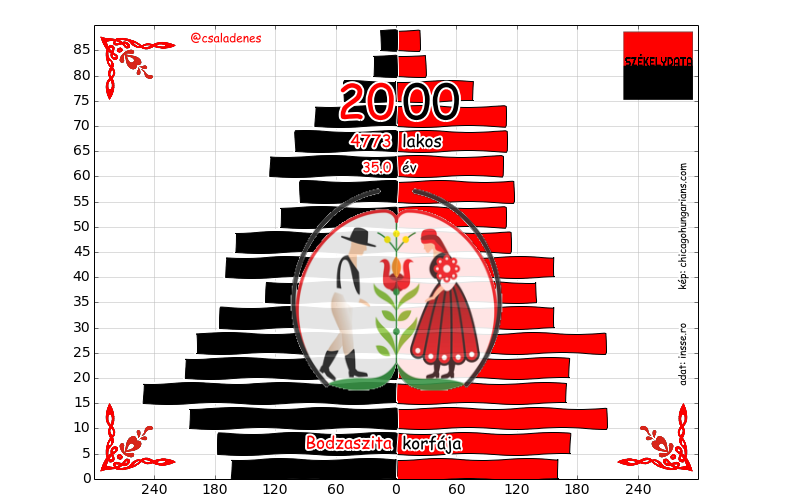 @csaladenes
SZÉKELYDATA
2000
4773 lakos
35.0 év
kép: chicagohungarians.com
adat: insse.ro
Bodzaszita korfája
85
80
75
70
65
60
55
50
45
40
35
30
25
20
15
10
5
0
240 180 120 60 0 60 120 180 240